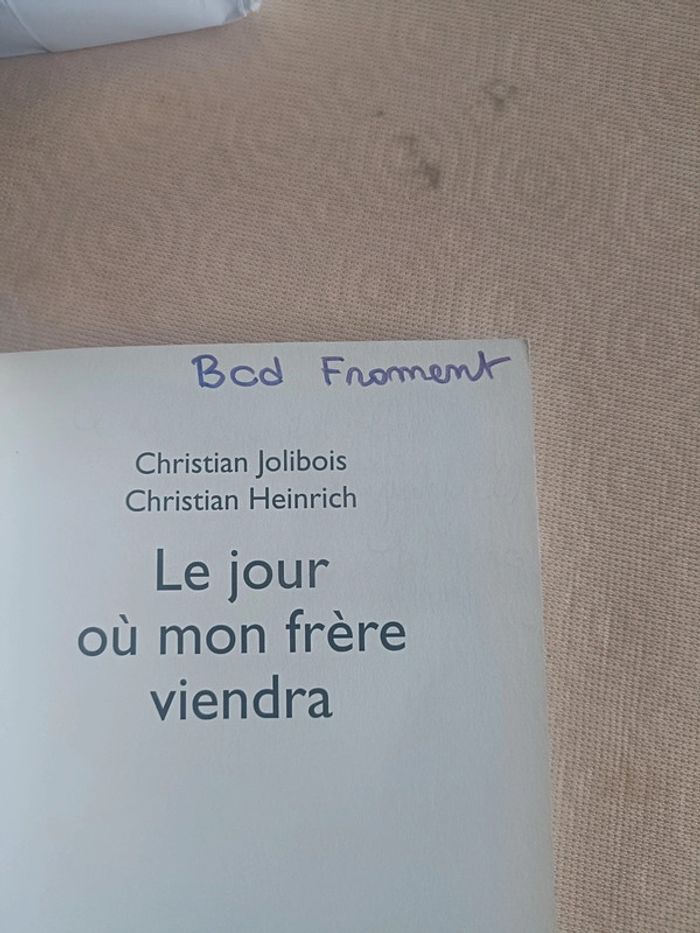 Bcd Froment
Christian Jolibois
Christian Heinrich
Le jour
où mon frère
viendra